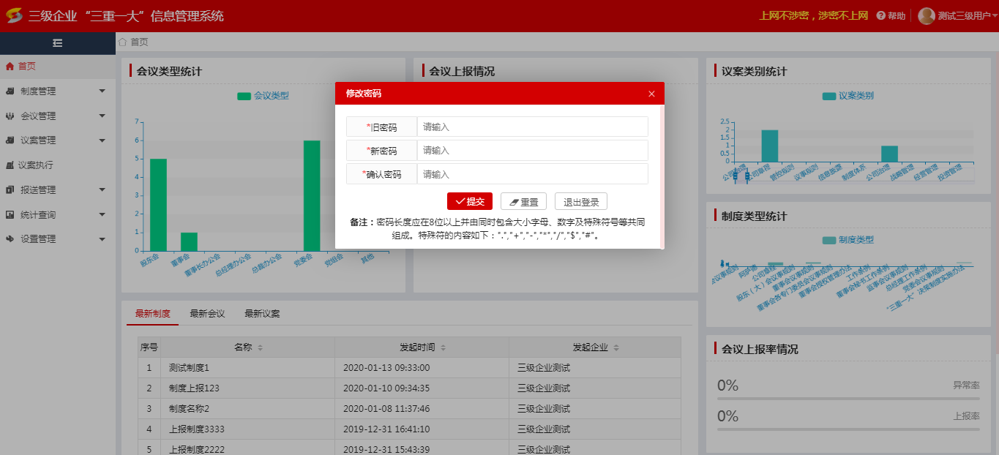 三级企业 “三重一大” 信息管理系统
上网不涉密，涉密不上网
帮助
测试三级用户
首页
首页
制度管理
会议管理
议案管理
议案执行
报送管理
统计查询
设置管理
会议类型统计
会议类型
7
6
5
4
3
2
1
0
股东会
董事会
董事长办公会
总经理办公会
总裁办公会
党委会
党组会
其他
会议上报情况
修改密码
*旧密码 请输入
*新密码 请输入
*确认密码 请输入
提交 重置 退出登录
备注：密码长度应在8位以上并由同时包含大小字母、数字及特殊符号等共同
组成。特殊符的内容如下：".","+","-","*","/","$","#"。
议案类别统计
议案类别
2.5
2
1.5
1
0.5
0
管控规则
议事规则
信息披露
制度体系
公司治理
战略管理
经营管理
投资管理
制度类型统计
制度类型
公司章程
股东（大）会议事规则
董事会议事规则
董事会各专门委员会议事规则
董事会授权管理办法
工作条例
董事会秘书工作条例
监事会议事规则
总经理工作条例
党委会议事规则
“三重一大”决策制度实施办法
会议上报率情况
0% 异常率
0% 上报率
最新制度 最新会议 最新议案
序号 名称 发起时间 发起企业
1 测试制度1 2020-01-13 09:33:00 三级企业测试
2 制度上报123 2020-01-10 09:34:35 三级企业测试
3 制度名称2 2020-01-08 11:37:46 三级企业测试
4 上报制度3333 2019-12-31 16:41:10 三级企业测试
5 上报制度2222 2019-12-31 15:43:39 三级企业测试